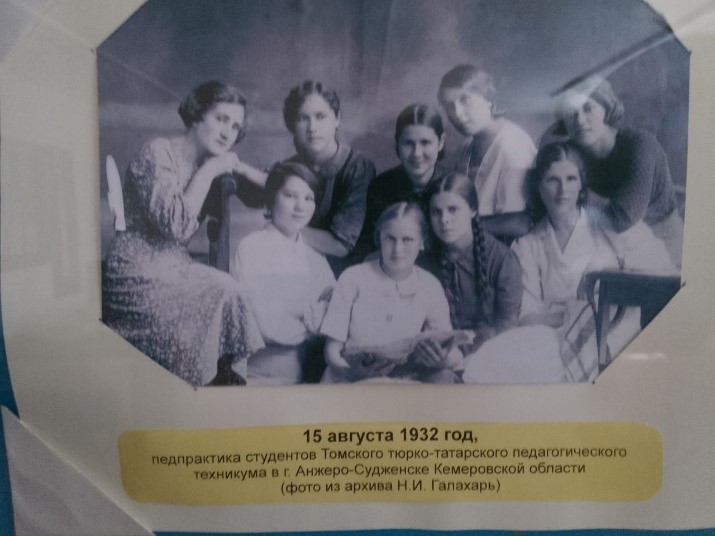 15 августа 1932 год,
педпрактика студентов Томского тюрко-татарского педагогического
техникума в г. Анжеро-Судженске Кемеровской области
(фото из архива Н.И. Галахарь)